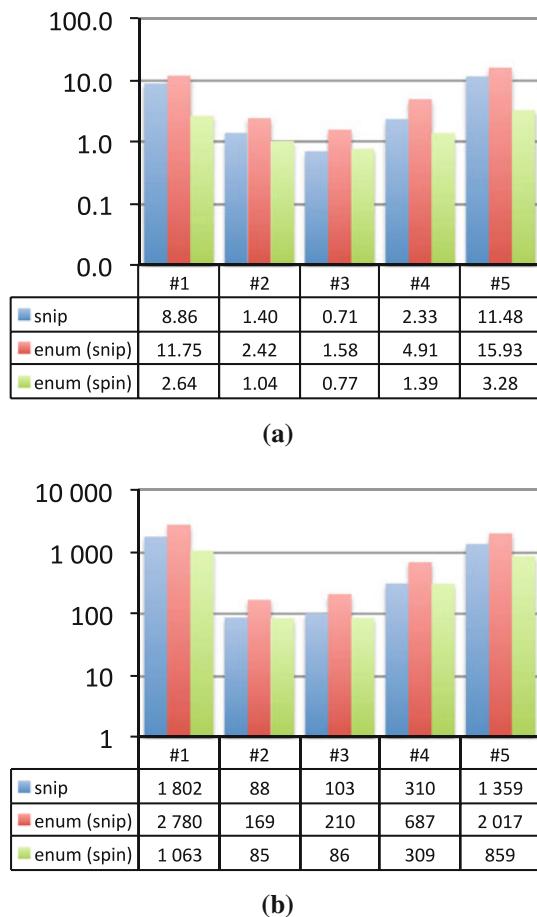 100.0
10.0
1.0
0.1
0.0
#1 #2 #3 #4 #5
snip 8.86 1.40 0.71 2.33 11.48
enum (snip) 11.75 2.42 1.58 4.91 15.93
enum (spin) 2.64 1.04 0.77 1.39 3.28
(a)
10 000
1 000
100
10
1
#1 #2 #3 #4 #5
snip 1 802 88 103 310 1 359
enum (snip) 2 780 169 210 687 2 017
enum (spin) 1 063 85 86 309 859
(b)